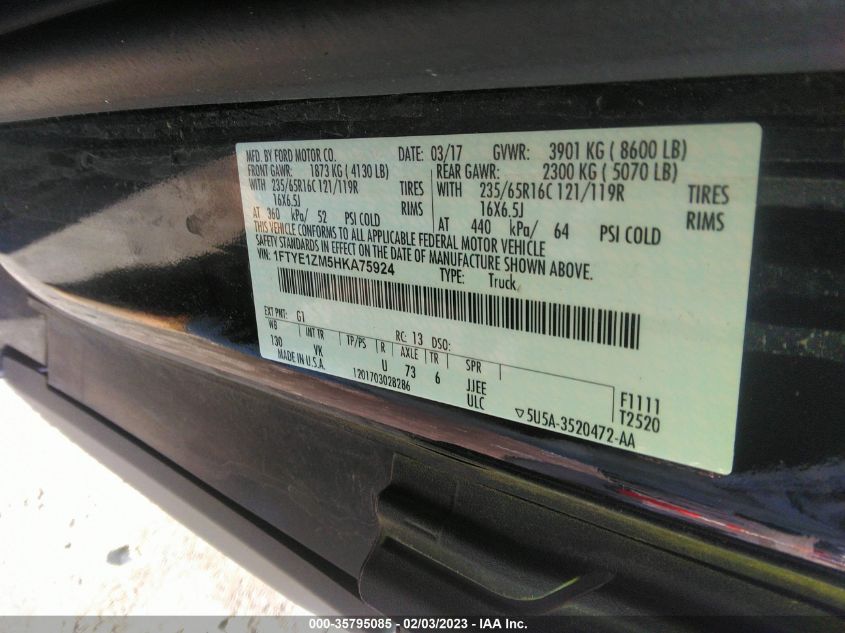 MFD. BY FORD MOTOR CO. DATE: 03/17 GVWR: 3901 KG ( 8600 LB)
FRONT GAWR: 1873 KG ( 4130 LB) REAR GAWR: 2300 KG ( 5070 LB)
WITH 235/65R16C 121/119R TIRES WITH 235/65R16C 121/119R TIRES
16X6.5J RIMS 16X6.5J RIMS
AT 360 kPa/ 52 PSI COLD AT 440 kPa/ 64 PSI COLD
THIS VEHICLE CONFORMS TO ALL APPLICABLE FEDERAL MOTOR VEHICLE
SAFETY STANDARDS IN EFFECT ON THE DATE OF MANUFACTURE SHOWN ABOVE.
VIN: 1FTYE1ZM5HKA75924 TYPE: Truck
EXT PNT: G1 RC: 13 DSO:
WB INT TR TP/PS R AXLE TR SPR
130 VK U 73 6 JJEE F1111
MADE IN U.S.A. 1201703028286 ULC T2520
▽5U5A-3520472-AA
000-35795085 - 02/03/2023 - IAA Inc.